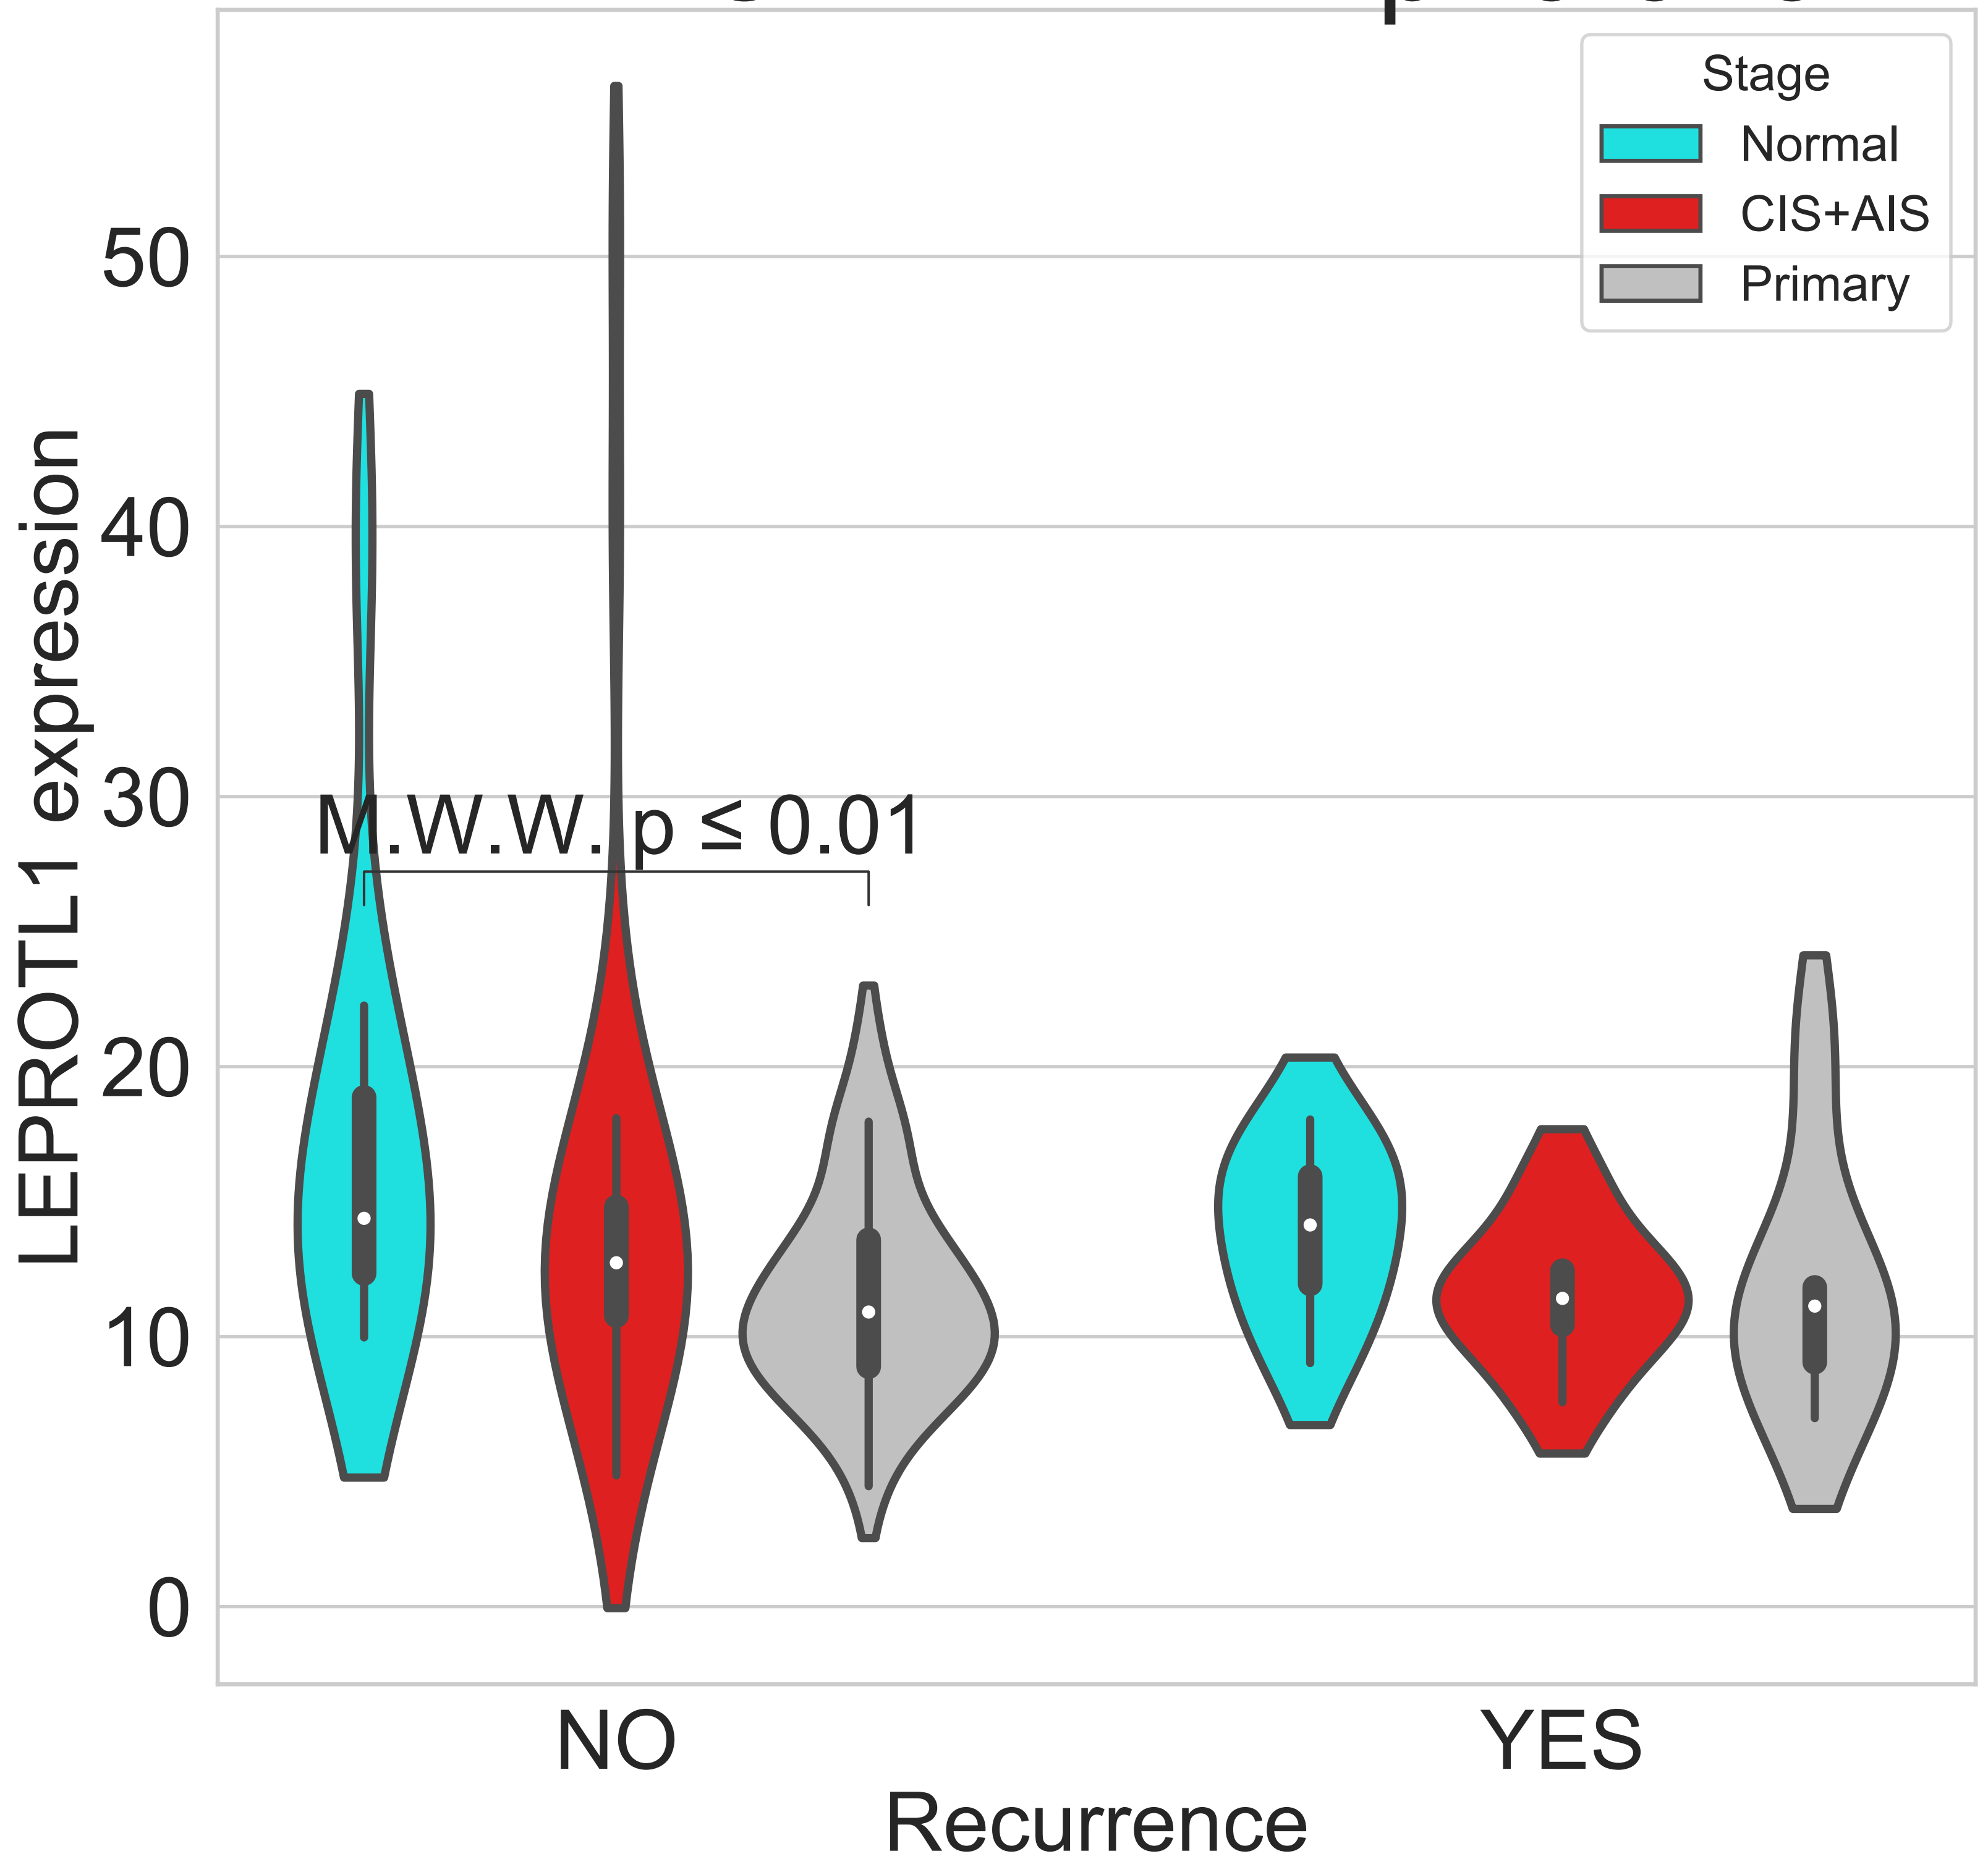 Stage
Normal
CIS+AIS
Primary
50
40
30
20
10
0
LEPROTL1 expression
M.W.W. p ≤ 0.01
NO
YES
Recurrence